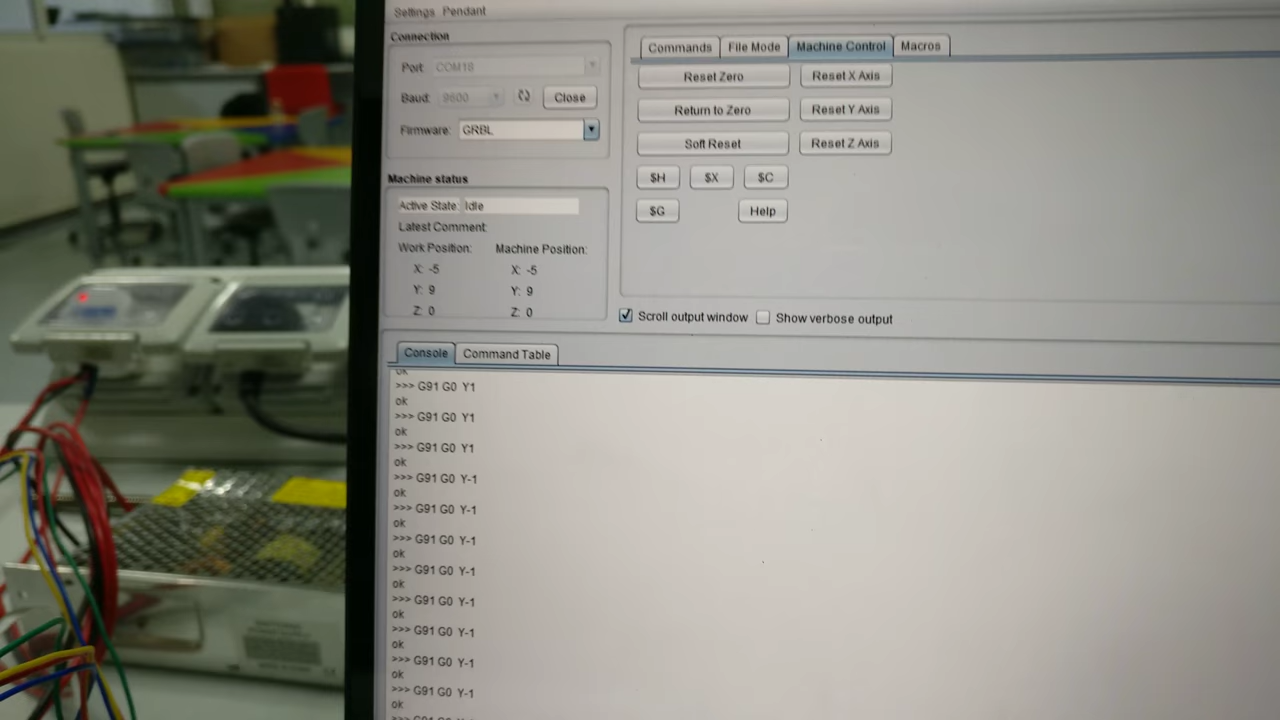 Settings Pendant
Connection
Port: COM18
Baud: 9600 Close
Firmware: GRBL
Machine status
Active State: Idle
Latest Comment:
Work Position: Machine Position:
X: -5 X: -5
Y: 9 Y: 9
Z: 0 Z: 0
Commands File Mode Machine Control Macros
Reset Zero Reset X Axis
Return to Zero Reset Y Axis
Soft Reset Reset Z Axis
$H $X $C
$G Help
Scroll output window Show verbose output
Console Command Table
ok
>>> G91 G0 Y1
ok
>>> G91 G0 Y1
ok
>>> G91 G0 Y1
ok
>>> G91 G0 Y-1
ok
>>> G91 G0 Y-1
ok
>>> G91 G0 Y-1
ok
>>> G91 G0 Y-1
ok
>>> G91 G0 Y-1
ok
>>> G91 G0 Y-1
ok
>>> G91 G0 Y-1
ok
>>> G91 G0 Y-1
ok